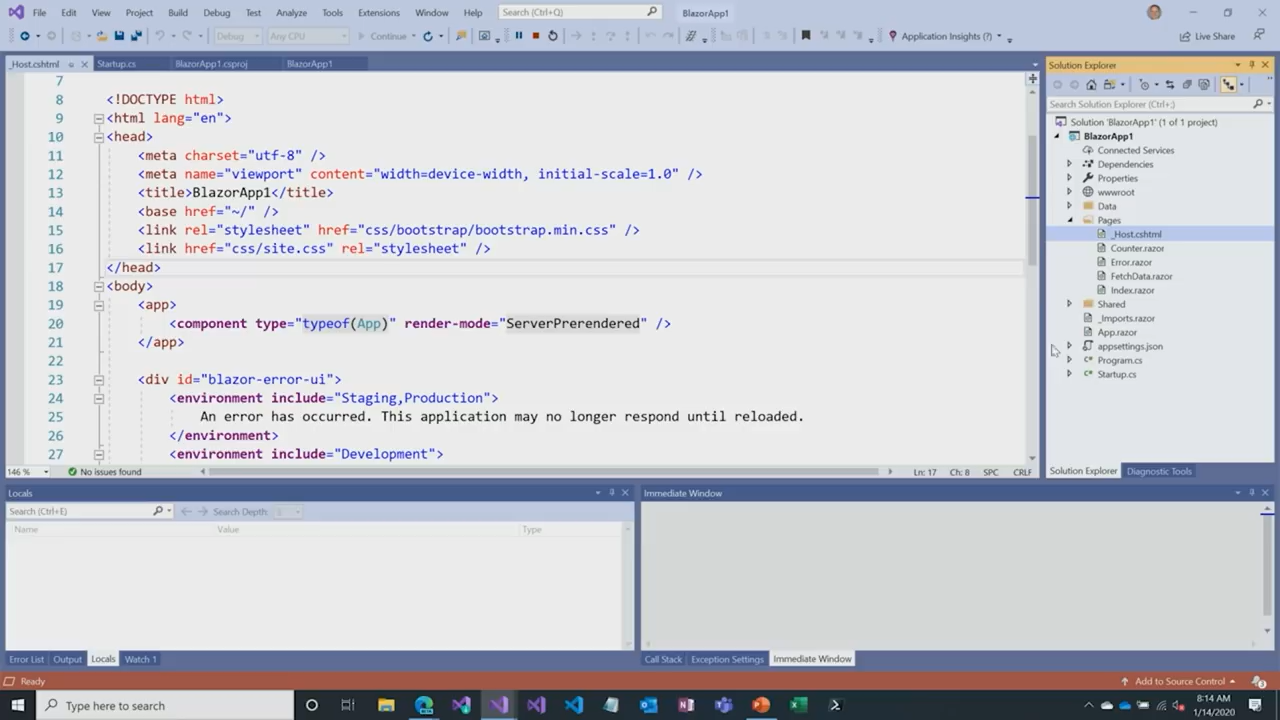 File Edit View Project Build Debug Test Analyze Tools Extensions Window Help Search (Ctrl+Q) BlazorApp1
Debug Any CPU Continue Application Insights (?) Live Share
_Host.cshtml Startup.cs BlazorApp1.csproj BlazorApp1
7
8 <!DOCTYPE html>
9 <html lang="en">
10 <head>
11 <meta charset="utf-8" />
12 <meta name="viewport" content="width=device-width, initial-scale=1.0" />
13 <title>BlazorApp1</title>
14 <base href="~/" />
15 <link rel="stylesheet" href="css/bootstrap/bootstrap.min.css" />
16 <link href="css/site.css" rel="stylesheet" />
17 </head>
18 <body>
19 <app>
20 <component type="typeof(App)" render-mode="ServerPrerendered" />
21 </app>
22
23 <div id="blazor-error-ui">
24 <environment include="Staging,Production">
25 An error has occurred. This application may no longer respond until reloaded.
26 </environment>
27 <environment include="Development">
146 % No issues found Ln: 17 Ch: 8 SPC CRLF
Solution Explorer
Search Solution Explorer (Ctrl+;)
Solution 'BlazorApp1' (1 of 1 project)
BlazorApp1
Connected Services
Dependencies
Properties
wwwroot
Data
Pages
_Host.cshtml
Counter.razor
Error.razor
FetchData.razor
Index.razor
Shared
_Imports.razor
App.razor
appsettings.json
Program.cs
Startup.cs
Solution Explorer Diagnostic Tools
Locals
Search (Ctrl+E) Search Depth:
Name Value Type
Error List Output Locals Watch 1
Immediate Window
Call Stack Exception Settings Immediate Window
Ready Add to Source Control
Type here to search
8:14 AM
1/14/2020